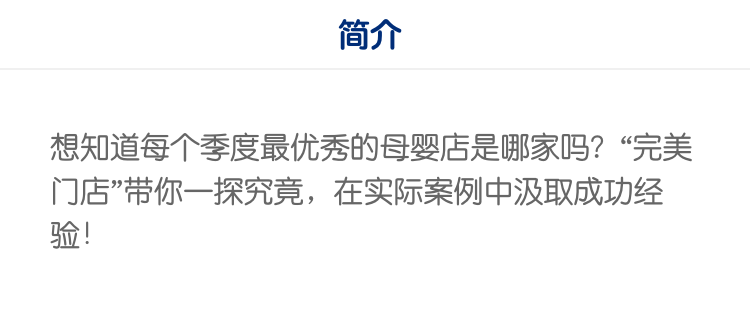 简介
想知道每个季度最优秀的母婴店是哪家吗？“完美
门店”带你一探究竟，在实际案例中汲取成功经
验！